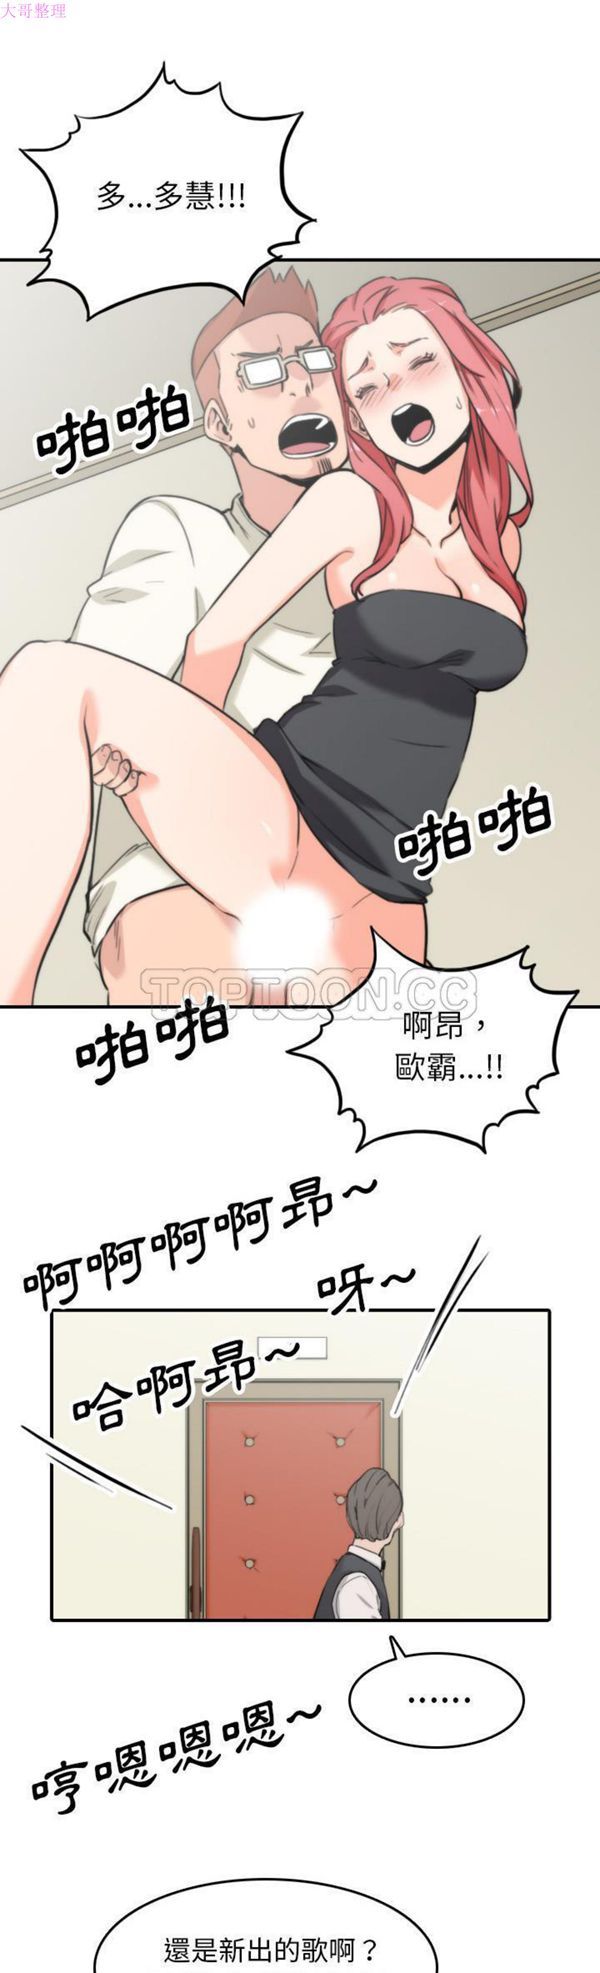 大哥整理
多...多慧!!!
啪啪
啪啪
TOPTOON.CC
啪啪
啊昂，
歐霸...!!
啊啊啊啊昂~
呀~
哈啊昂~
......
哼嗯嗯嗯~
還是新出的歌啊？